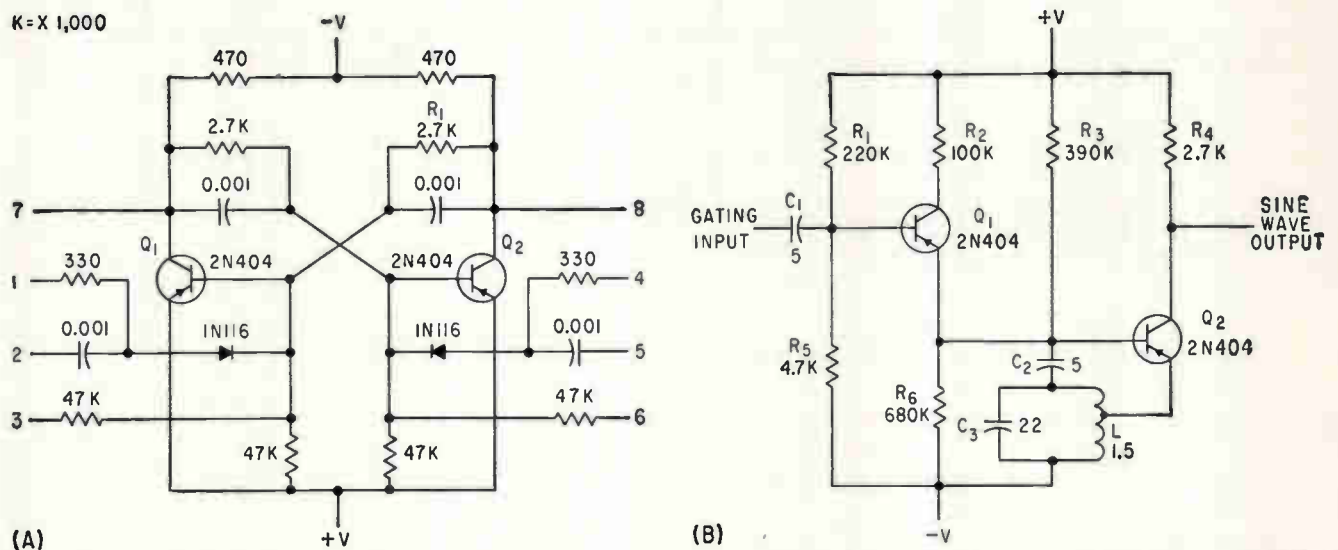 K=X 1,000
-V
470
470
2.7K
R1
2.7K
0.001
0.001
7
8
Q1
2N404
2N404
Q2
1
330
330
4
2
0.001
1N116
1N116
0.001
5
3
47K
47K
6
47K
47K
+V
(A)
+V
R1
220K
R2
100K
R3
390K
R4
2.7K
GATING
INPUT
C1
5
Q1
2N404
SINE
WAVE
OUTPUT
R5
4.7K
Q2
2N404
C2
5
R6
680K
C3
22
L
1.5
-V
(B)